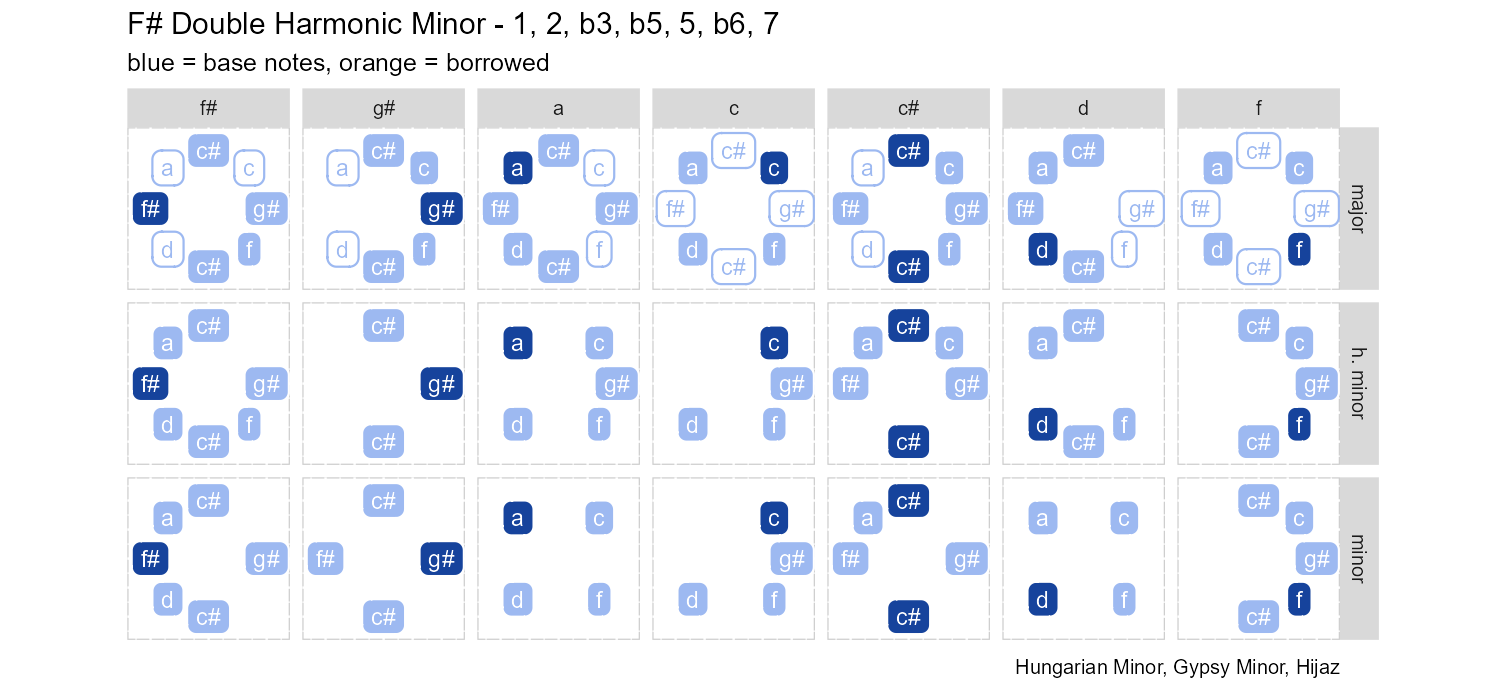 F# Double Harmonic Minor - 1, 2, b3, b5, 5, b6, 7
blue = base notes, orange = borrowed
f# g# a c c# d f
c# c# c# c# c# c# c#
a c a c a c a c a c a a c
f# g# g# f# g# f# g# f# g# f# g# f# g#
d f d f d f d f d f d f d f
c# c# c# c# c# c# c#
major
c# c# c# c# c#
a a c c a c a c
f# g# g# g# g# f# g# g#
d f d f d f d f f
c# c# c# c# c#
h. minor
c# c# c# c#
a a c c a a c c
f# g# f# g# g# f# g# g#
d d f d f d f f
c# c# c# c#
minor
Hungarian Minor, Gypsy Minor, Hijaz